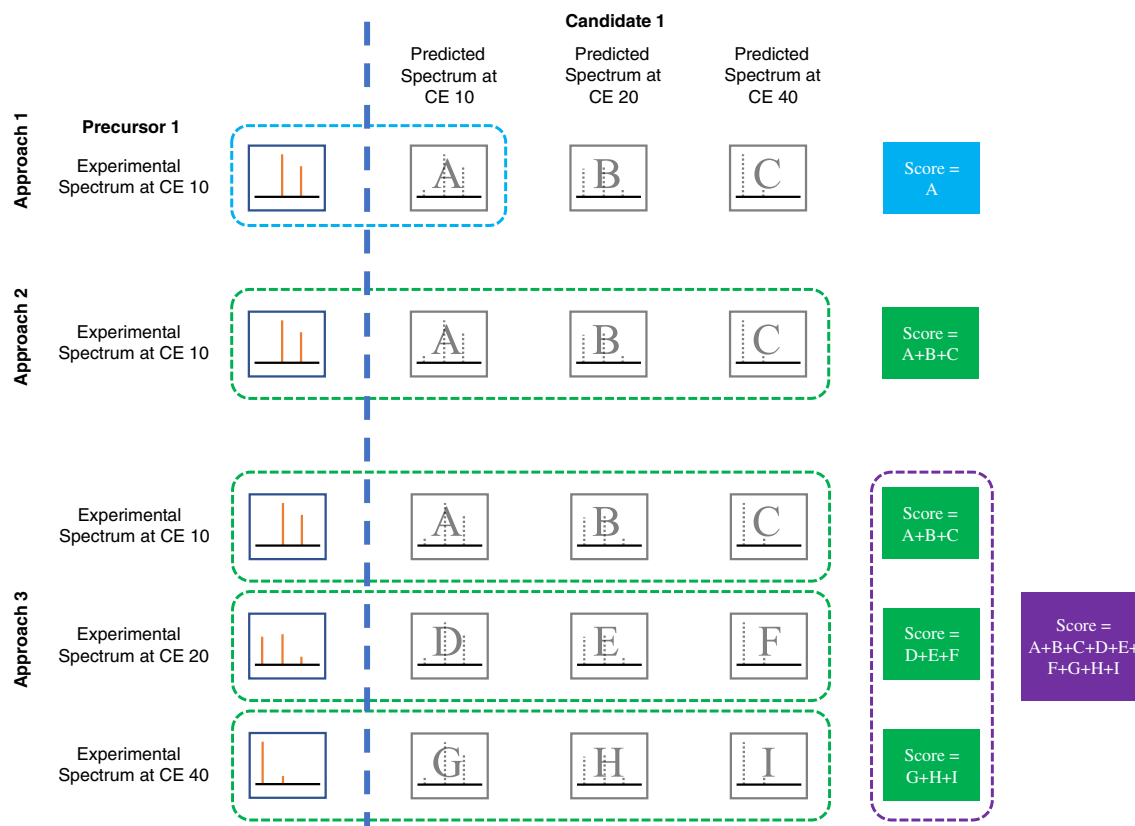 Candidate 1
Predicted
Spectrum at
CE 10
Predicted
Spectrum at
CE 20
Predicted
Spectrum at
CE 40
Approach 1
Precursor 1
Experimental
Spectrum at CE 10
A
B
C
Score =
A
Approach 2
Experimental
Spectrum at CE 10
A
B
C
Score =
A+B+C
Approach 3
Experimental
Spectrum at CE 10
A
B
C
Score =
A+B+C
Experimental
Spectrum at CE 20
D
E
F
Score =
D+E+F
Score =
A+B+C+D+E+
F+G+H+I
Experimental
Spectrum at CE 40
G
H
I
Score =
G+H+I